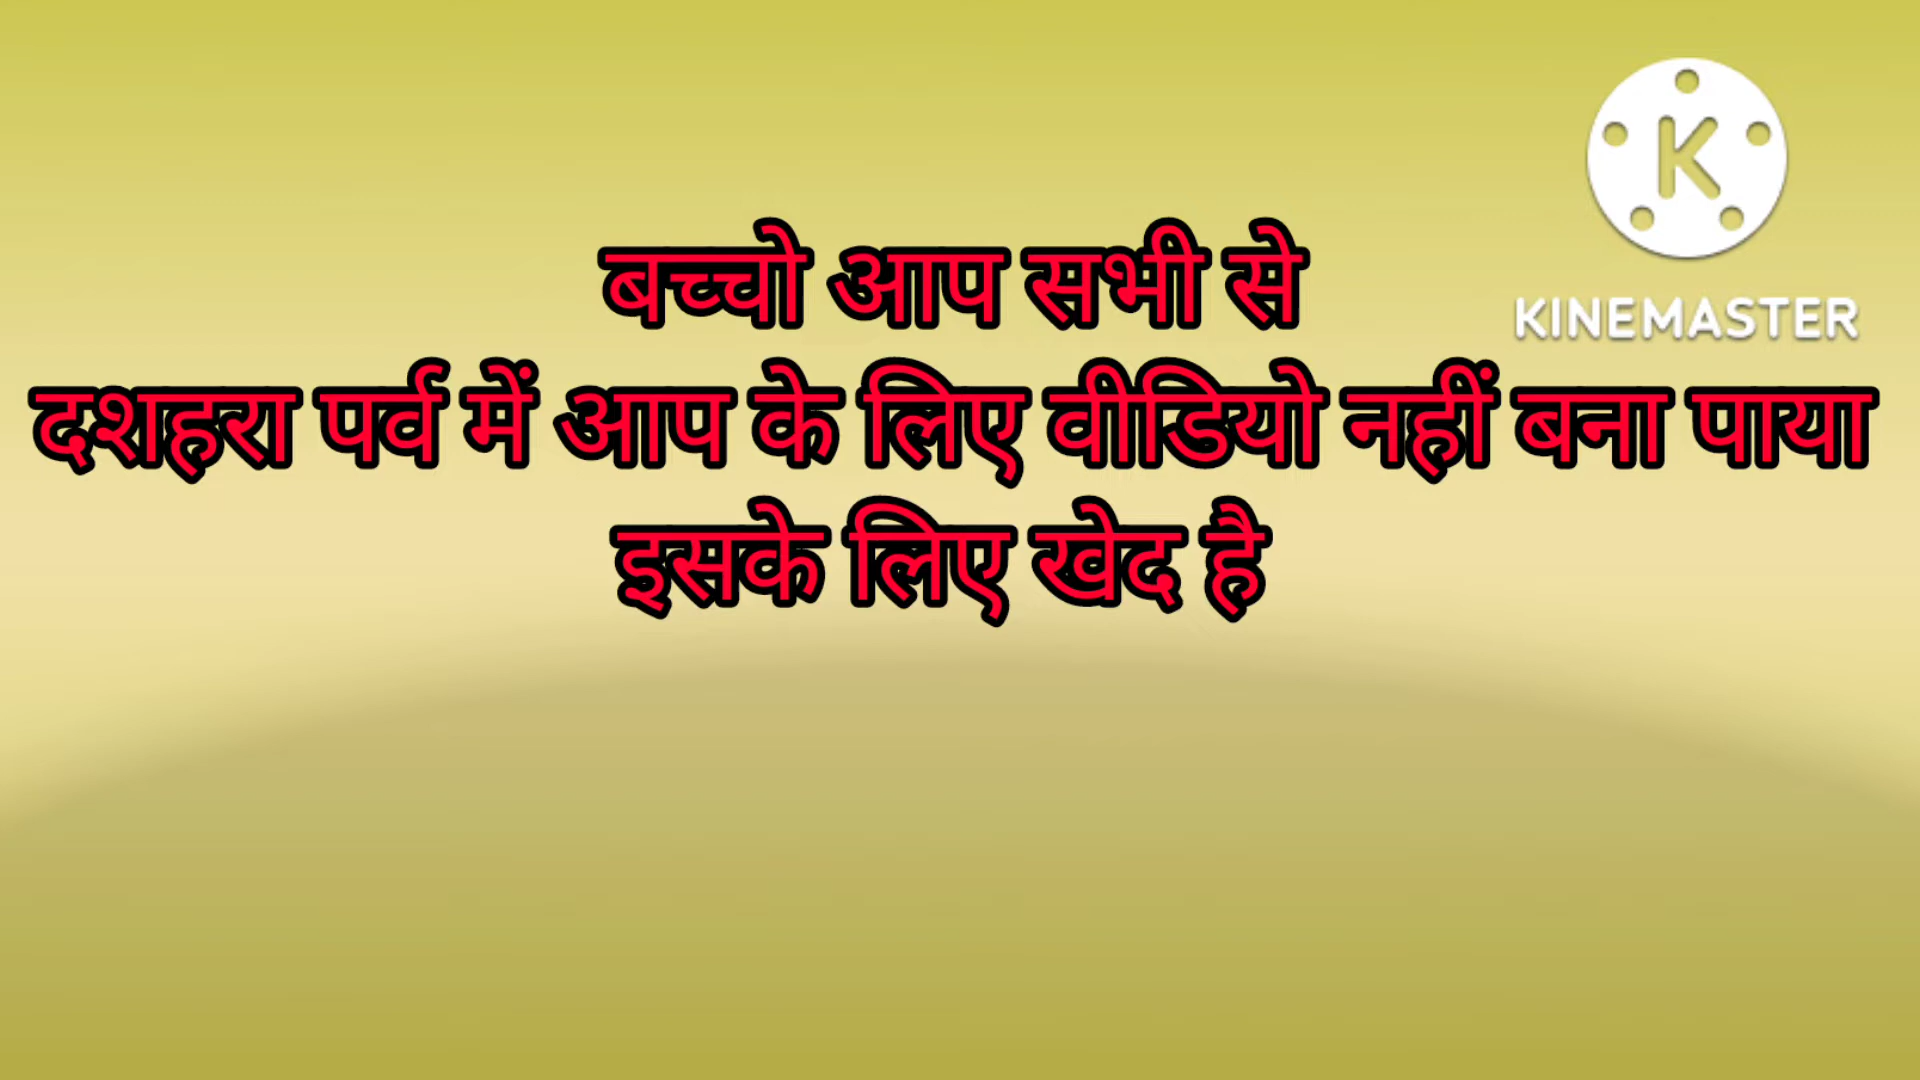 KINEMASTER
बच्चो आप सभी से
दशहरा पर्व में आप के लिए वीडियो नहीं बना पाया
इसके लिए खेद है